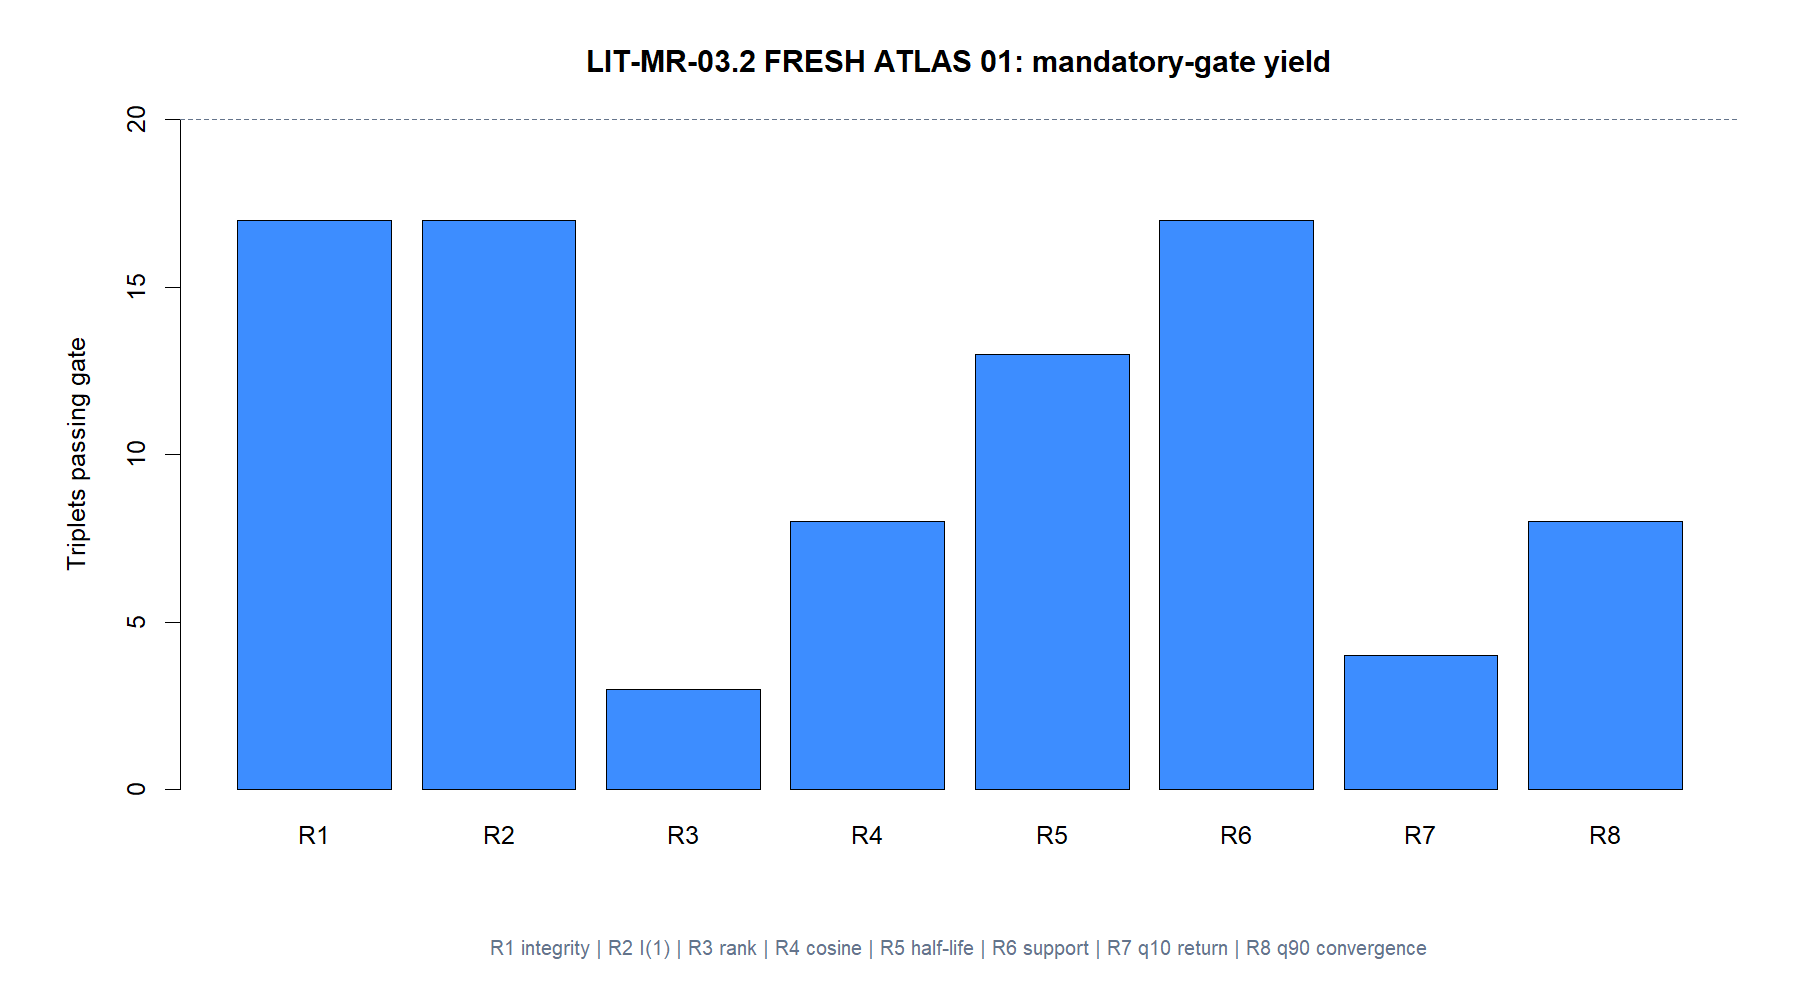 LIT-MR-03.2 FRESH ATLAS 01: mandatory-gate yield
Triplets passing gate
20
15
10
5
0
R1 R2 R3 R4 R5 R6 R7 R8
R1 integrity | R2 I(1) | R3 rank | R4 cosine | R5 half-life | R6 support | R7 q10 return | R8 q90 convergence